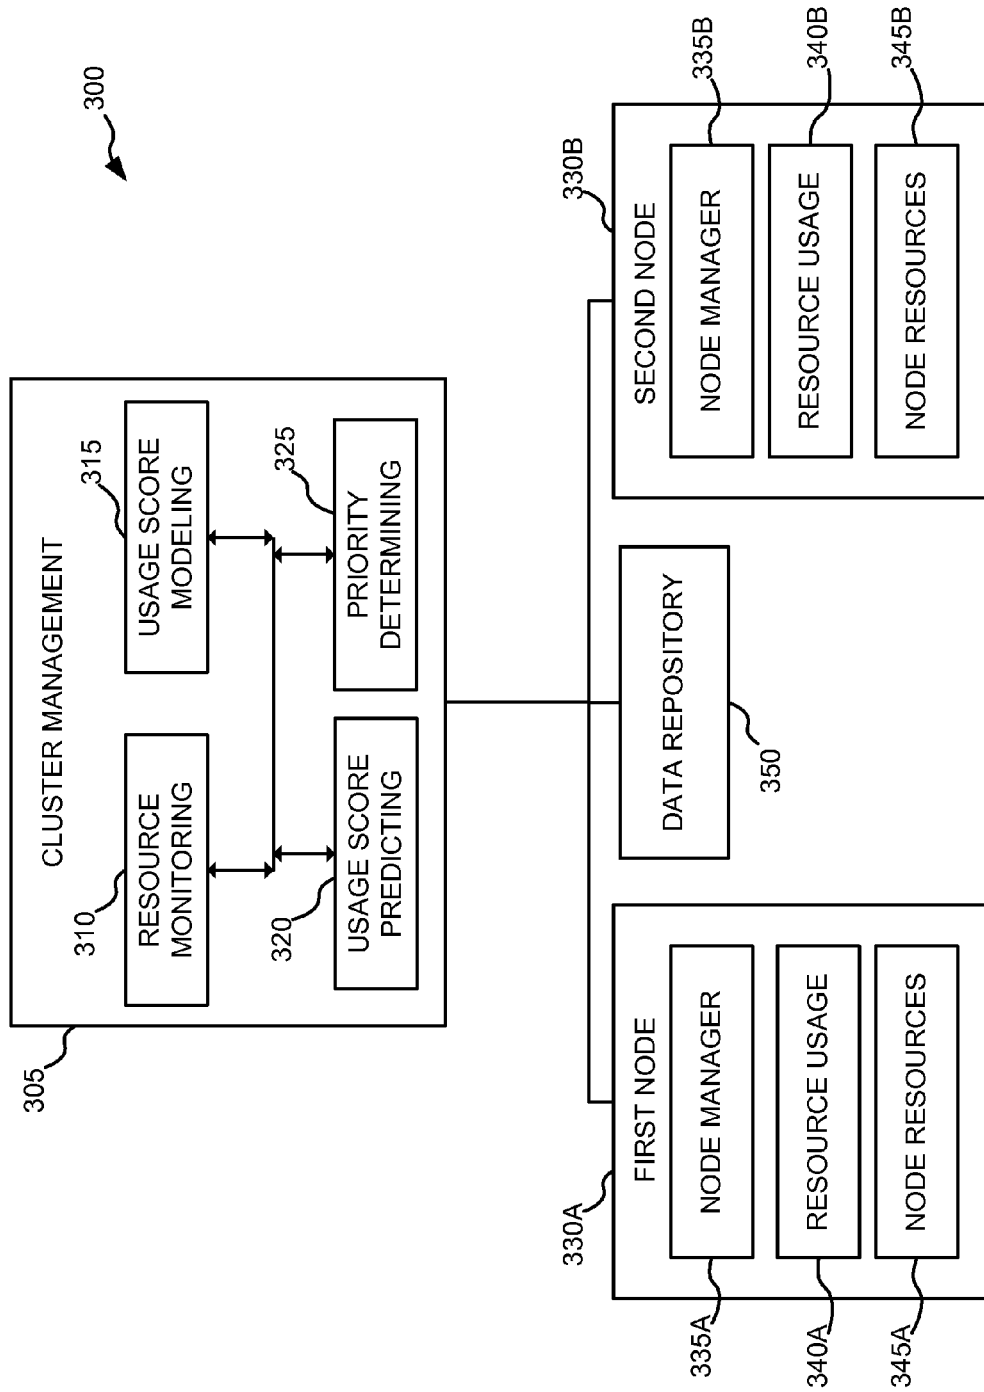 300
CLUSTER MANAGEMENT
305
310
RESOURCE
MONITORING
315
USAGE SCORE
MODELING
320
USAGE SCORE
PREDICTING
325
PRIORITY
DETERMINING
330A
FIRST NODE
NODE MANAGER
335A
RESOURCE USAGE
340A
NODE RESOURCES
345A
DATA REPOSITORY
350
330B
SECOND NODE
NODE MANAGER
335B
RESOURCE USAGE
340B
NODE RESOURCES
345B